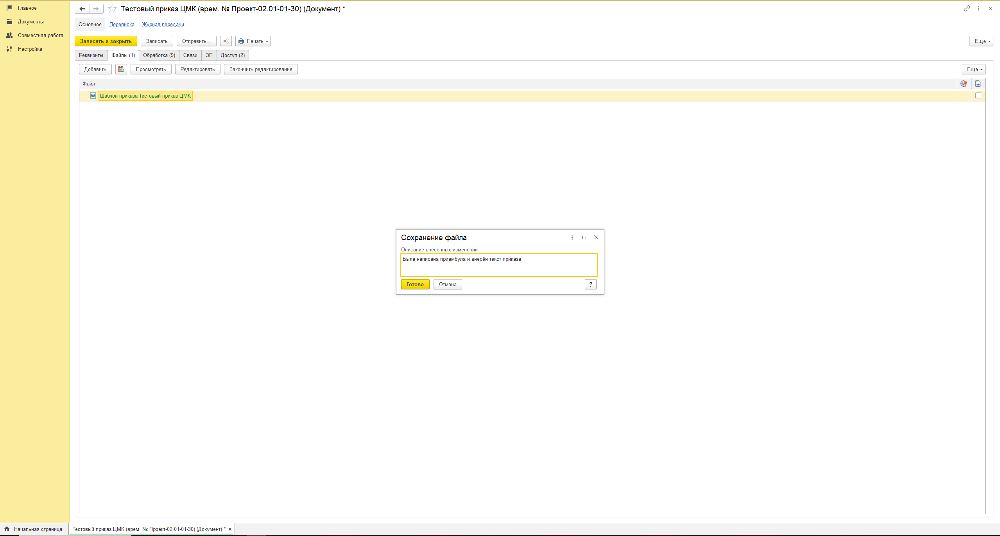 Главное
Документы
Совместная работа
Настройка
Тестовый приказ ЦМК (врем. № Проект-02.01-01-30) (Документ) *
Основное Переписка Журнал передачи
Записать и закрыть Записать Отправить... Печать Еще
Реквизиты Файлы (1) Обработка (9) Связи ЭП Доступ (2)
Добавить Просмотреть Редактировать Закончить редактирование Еще
Файл
Шаблон приказа Тестовый приказ ЦМК
Сохранение файла
Описание внесенных изменений:
Была написана приамбула и внесён текст приказа
Готово Отмена ?
Начальная страница Тестовый приказ ЦМК (врем. № Проект-02.01-01-30) (Документ) *